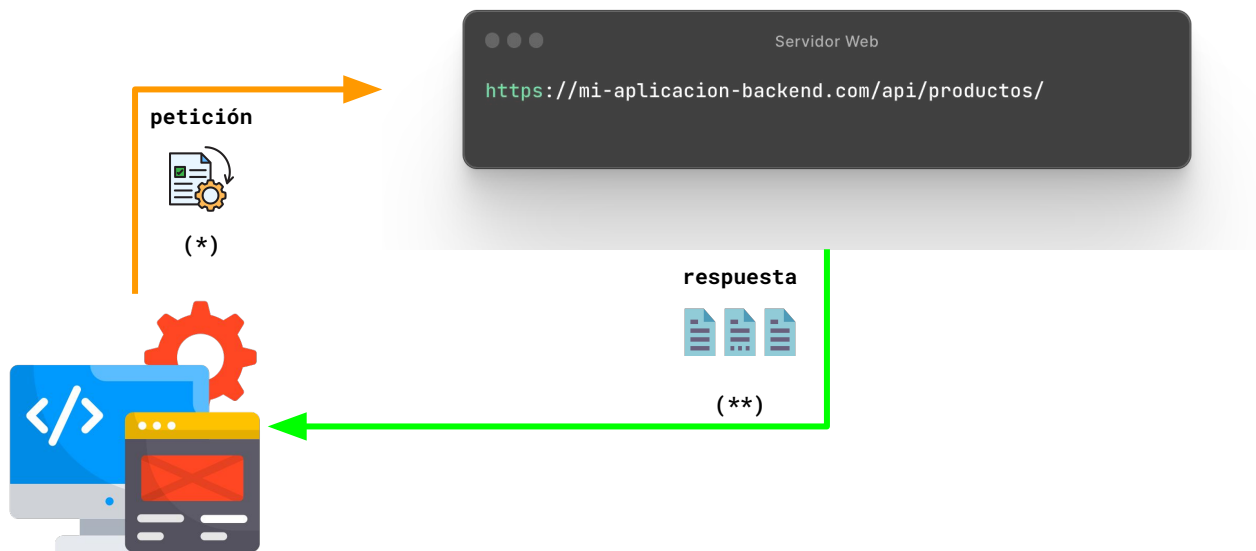 Servidor Web
https://mi-aplicacion-backend.com/api/productos/
petición
(*)
respuesta
(**)
</>